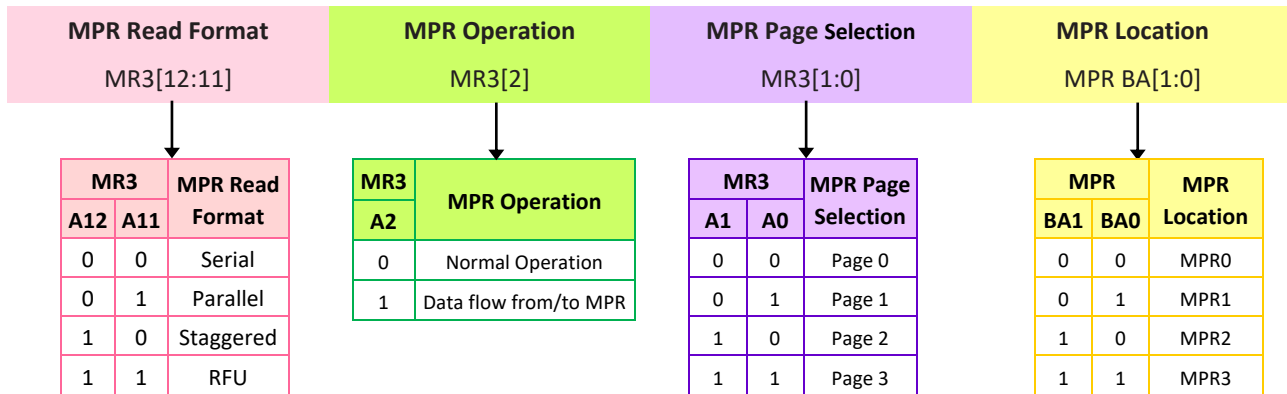 MPR Read Format MPR Operation MPR Page Selection MPR Location
MR3[12:11] MR3[2] MR3[1:0] MPR BA[1:0]
MR3 MPR Read Format
A12 A11
0 0 Serial
0 1 Parallel
1 0 Staggered
1 1 RFU
MR3 MPR Operation
A2
0 Normal Operation
1 Data flow from/to MPR
MR3 MPR Page Selection
A1 A0
0 0 Page 0
0 1 Page 1
1 0 Page 2
1 1 Page 3
MPR MPR Location
BA1 BA0
0 0 MPR0
0 1 MPR1
1 0 MPR2
1 1 MPR3